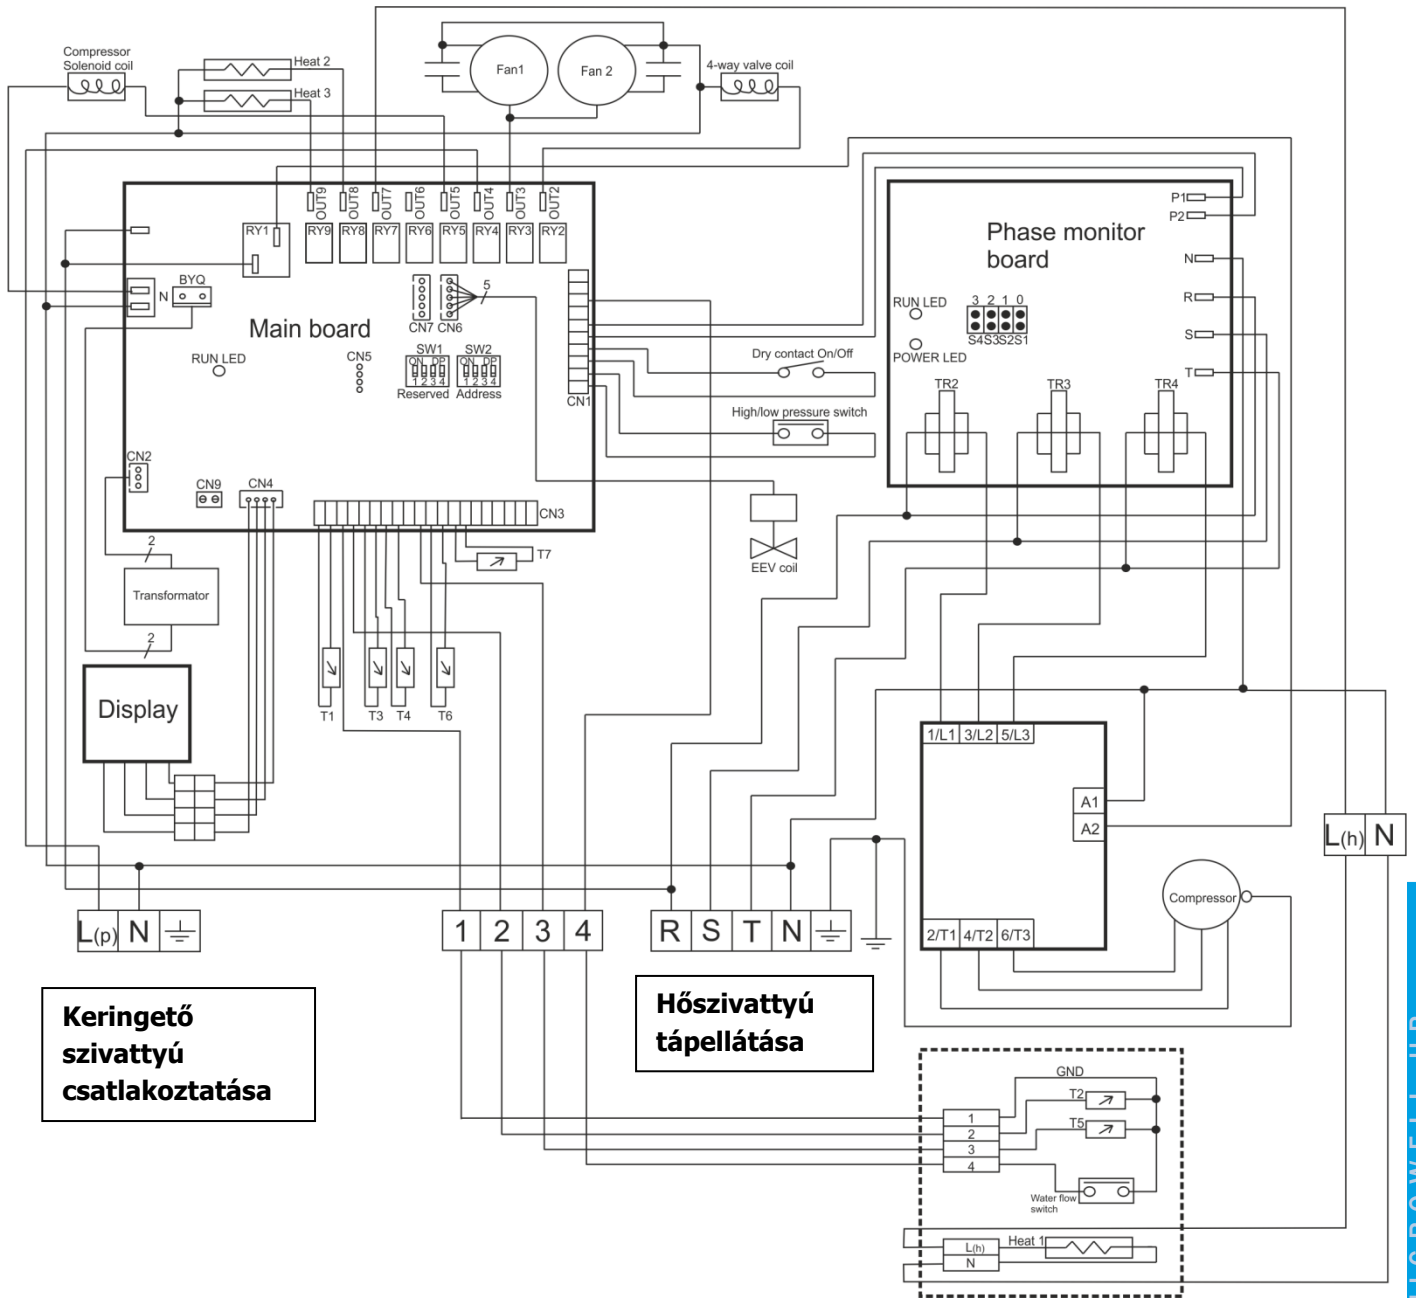 Compressor
Solenoid coil
Heat 2
Heat 3
Fan1
Fan 2
4-way valve coil
OUT9
OUT8
OUT7
OUT6
OUT5
OUT4
OUT3
OUT2
RY1
RY9
RY8
RY7
RY6
RY5
RY4
RY3
RY2
N
BYQ
Main board
RUN LED
CN5
CN7
CN6
5
SW1
SW2
ON DP
ON DP
1 2 3 4
1 2 3 4
Reserved
Address
CN1
CN2
CN9
CN4
CN3
Phase monitor
board
P1
P2
N
R
S
T
RUN LED
POWER LED
3 2 1 0
S4S3S2S1
TR2
TR3
TR4
Dry contact On/Off
High/low pressure switch
EEV coil
T7
2
Transformator
2
Display
T1
T3
T4
T6
1/L1
3/L2
5/L3
A1
A2
2/T1
4/T2
6/T3
Compressor
L(h) N
L(p) N
1 2 3 4
R S T N
Keringető
szivattyú
csatlakoztatása
Hőszivattyú
tápellátása
GND
T2
T5
1
2
3
4
Water flow
switch
L(h)
N
Heat 1